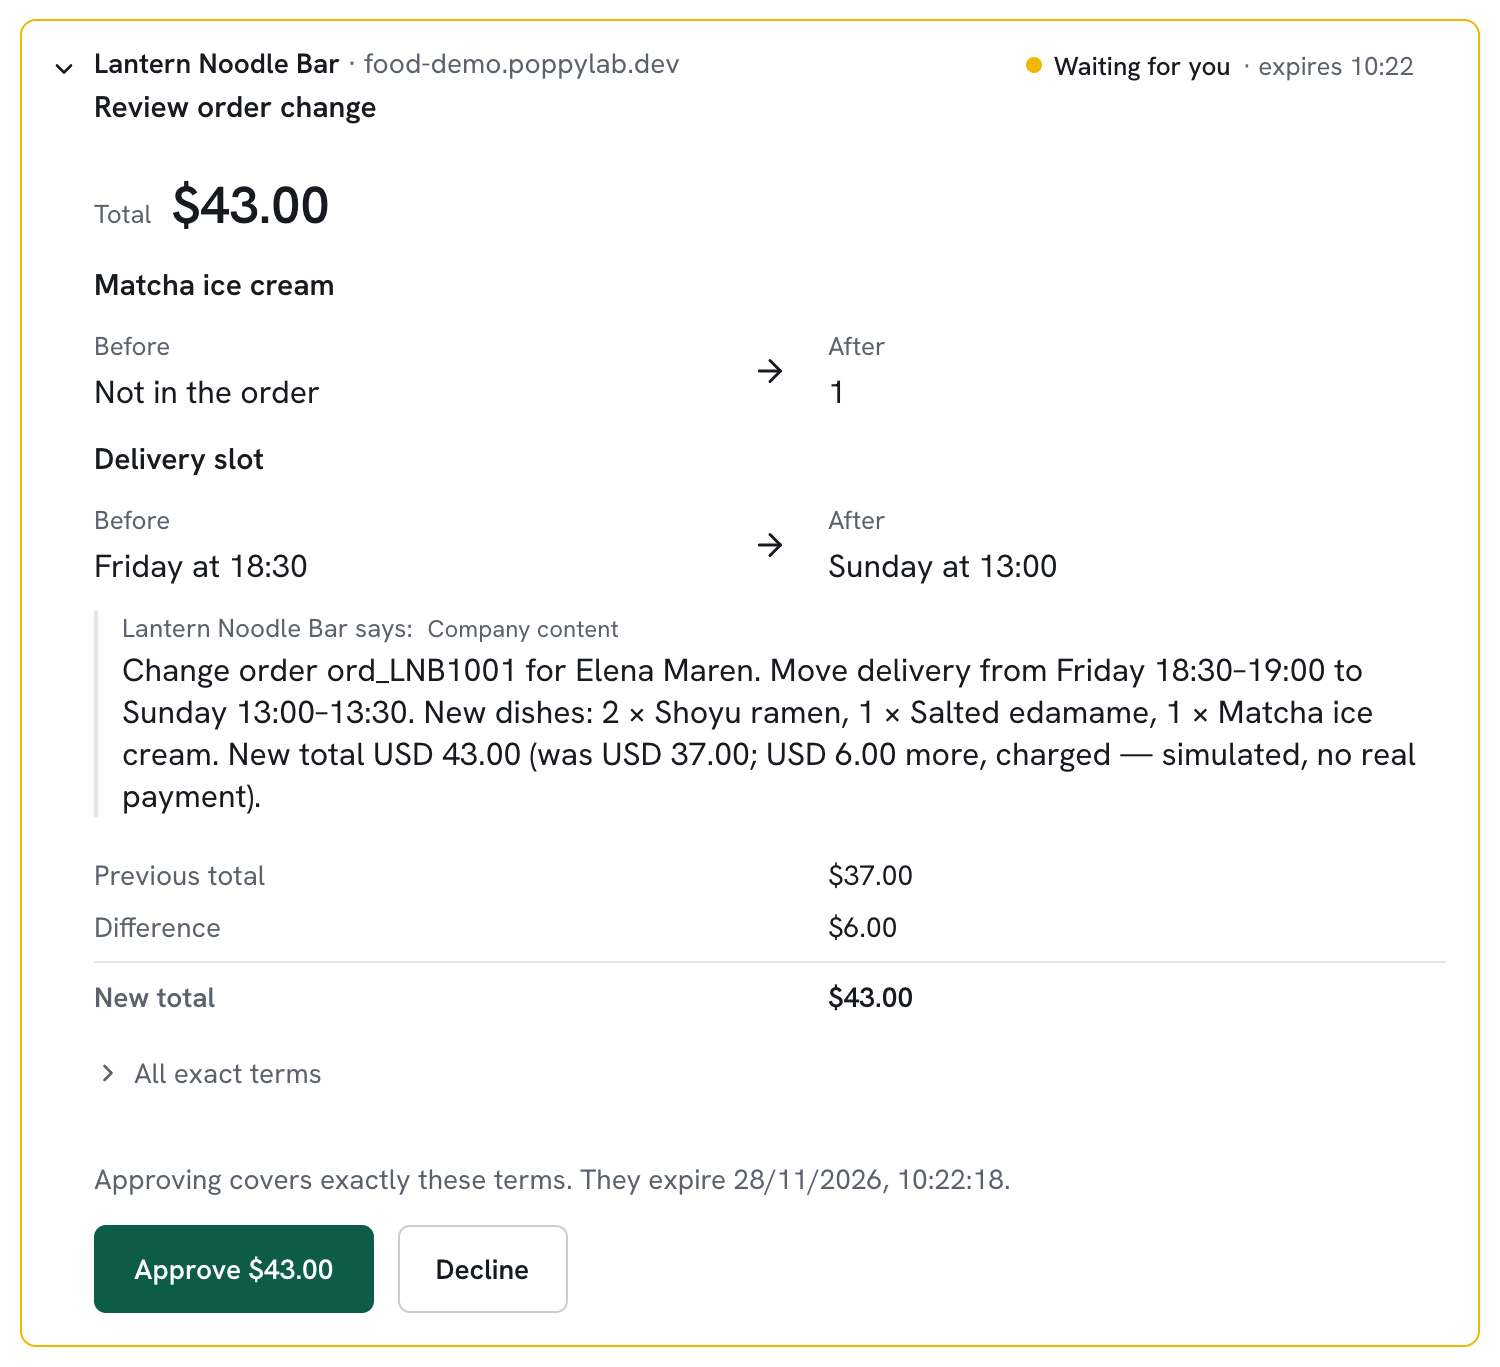 Lantern Noodle Bar · food-demo.poppylab.dev
Waiting for you · expires 10:22
Review order change
Total $43.00
Matcha ice cream
Before
After
Not in the order
1
Delivery slot
Before
After
Friday at 18:30
Sunday at 13:00
Lantern Noodle Bar says: Company content
Change order ord_LNB1001 for Elena Maren. Move delivery from Friday 18:30–19:00 to
Sunday 13:00–13:30. New dishes: 2 × Shoyu ramen, 1 × Salted edamame, 1 × Matcha ice
cream. New total USD 43.00 (was USD 37.00; USD 6.00 more, charged — simulated, no real
payment).
Previous total $37.00
Difference $6.00
New total $43.00
All exact terms
Approving covers exactly these terms. They expire 28/11/2026, 10:22:18.
Approve $43.00
Decline